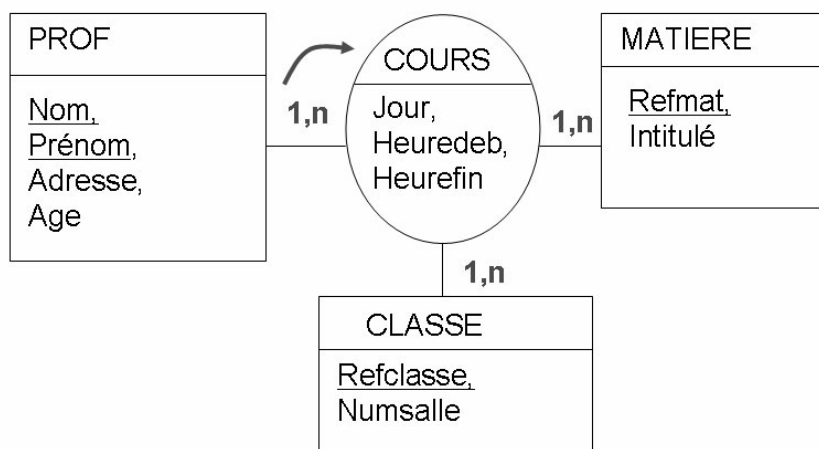 PROF
Nom,
Prénom,
Adresse,
Age
1,n
COURS
Jour,
Heuredeb,
Heurefin
1,n
MATIERE
Refmat,
Intitulé
1,n
CLASSE
Refclasse,
Numsalle